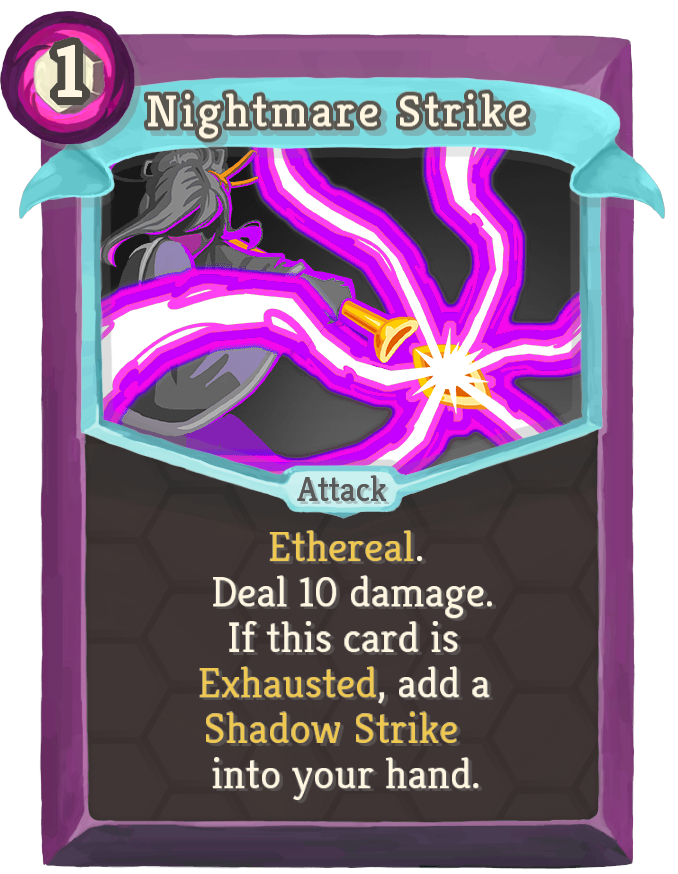 1
Nightmare Strike
Attack
Ethereal.
Deal 10 damage.
If this card is
Exhausted, add a
Shadow Strike
into your hand.